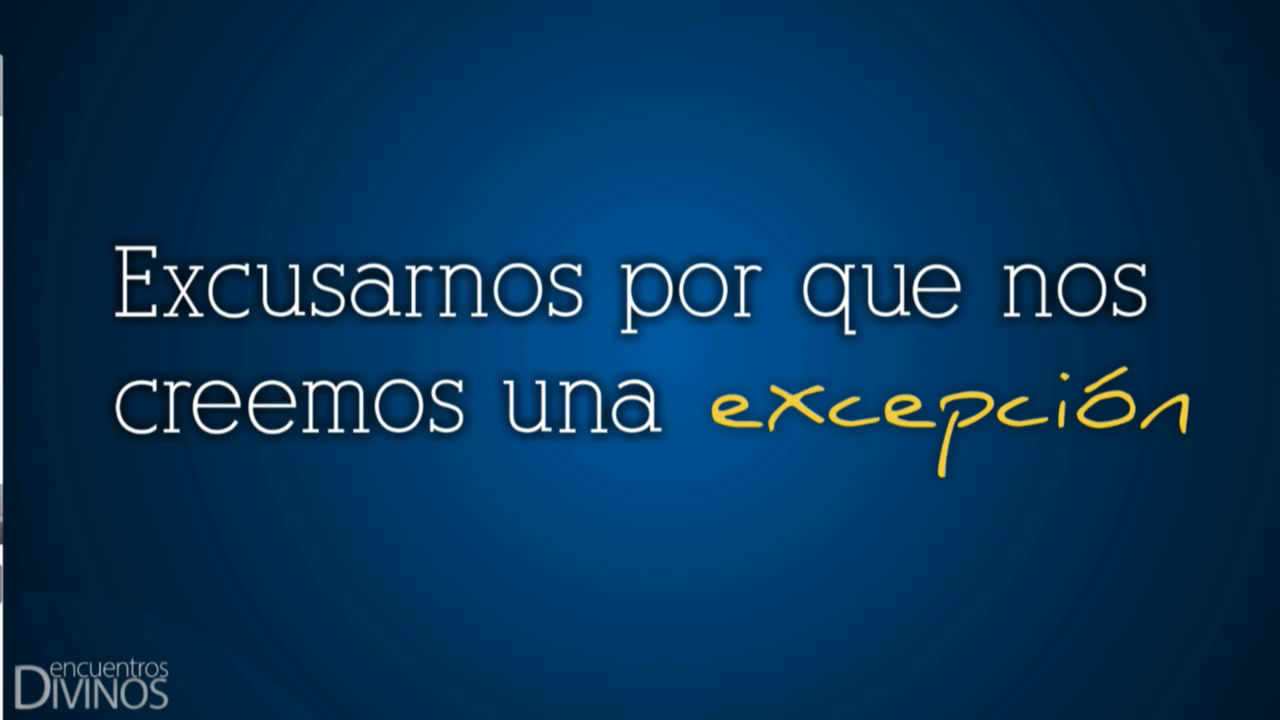 Excusarnos por que nos
creemos una excepción
encuentros
DIVINOS